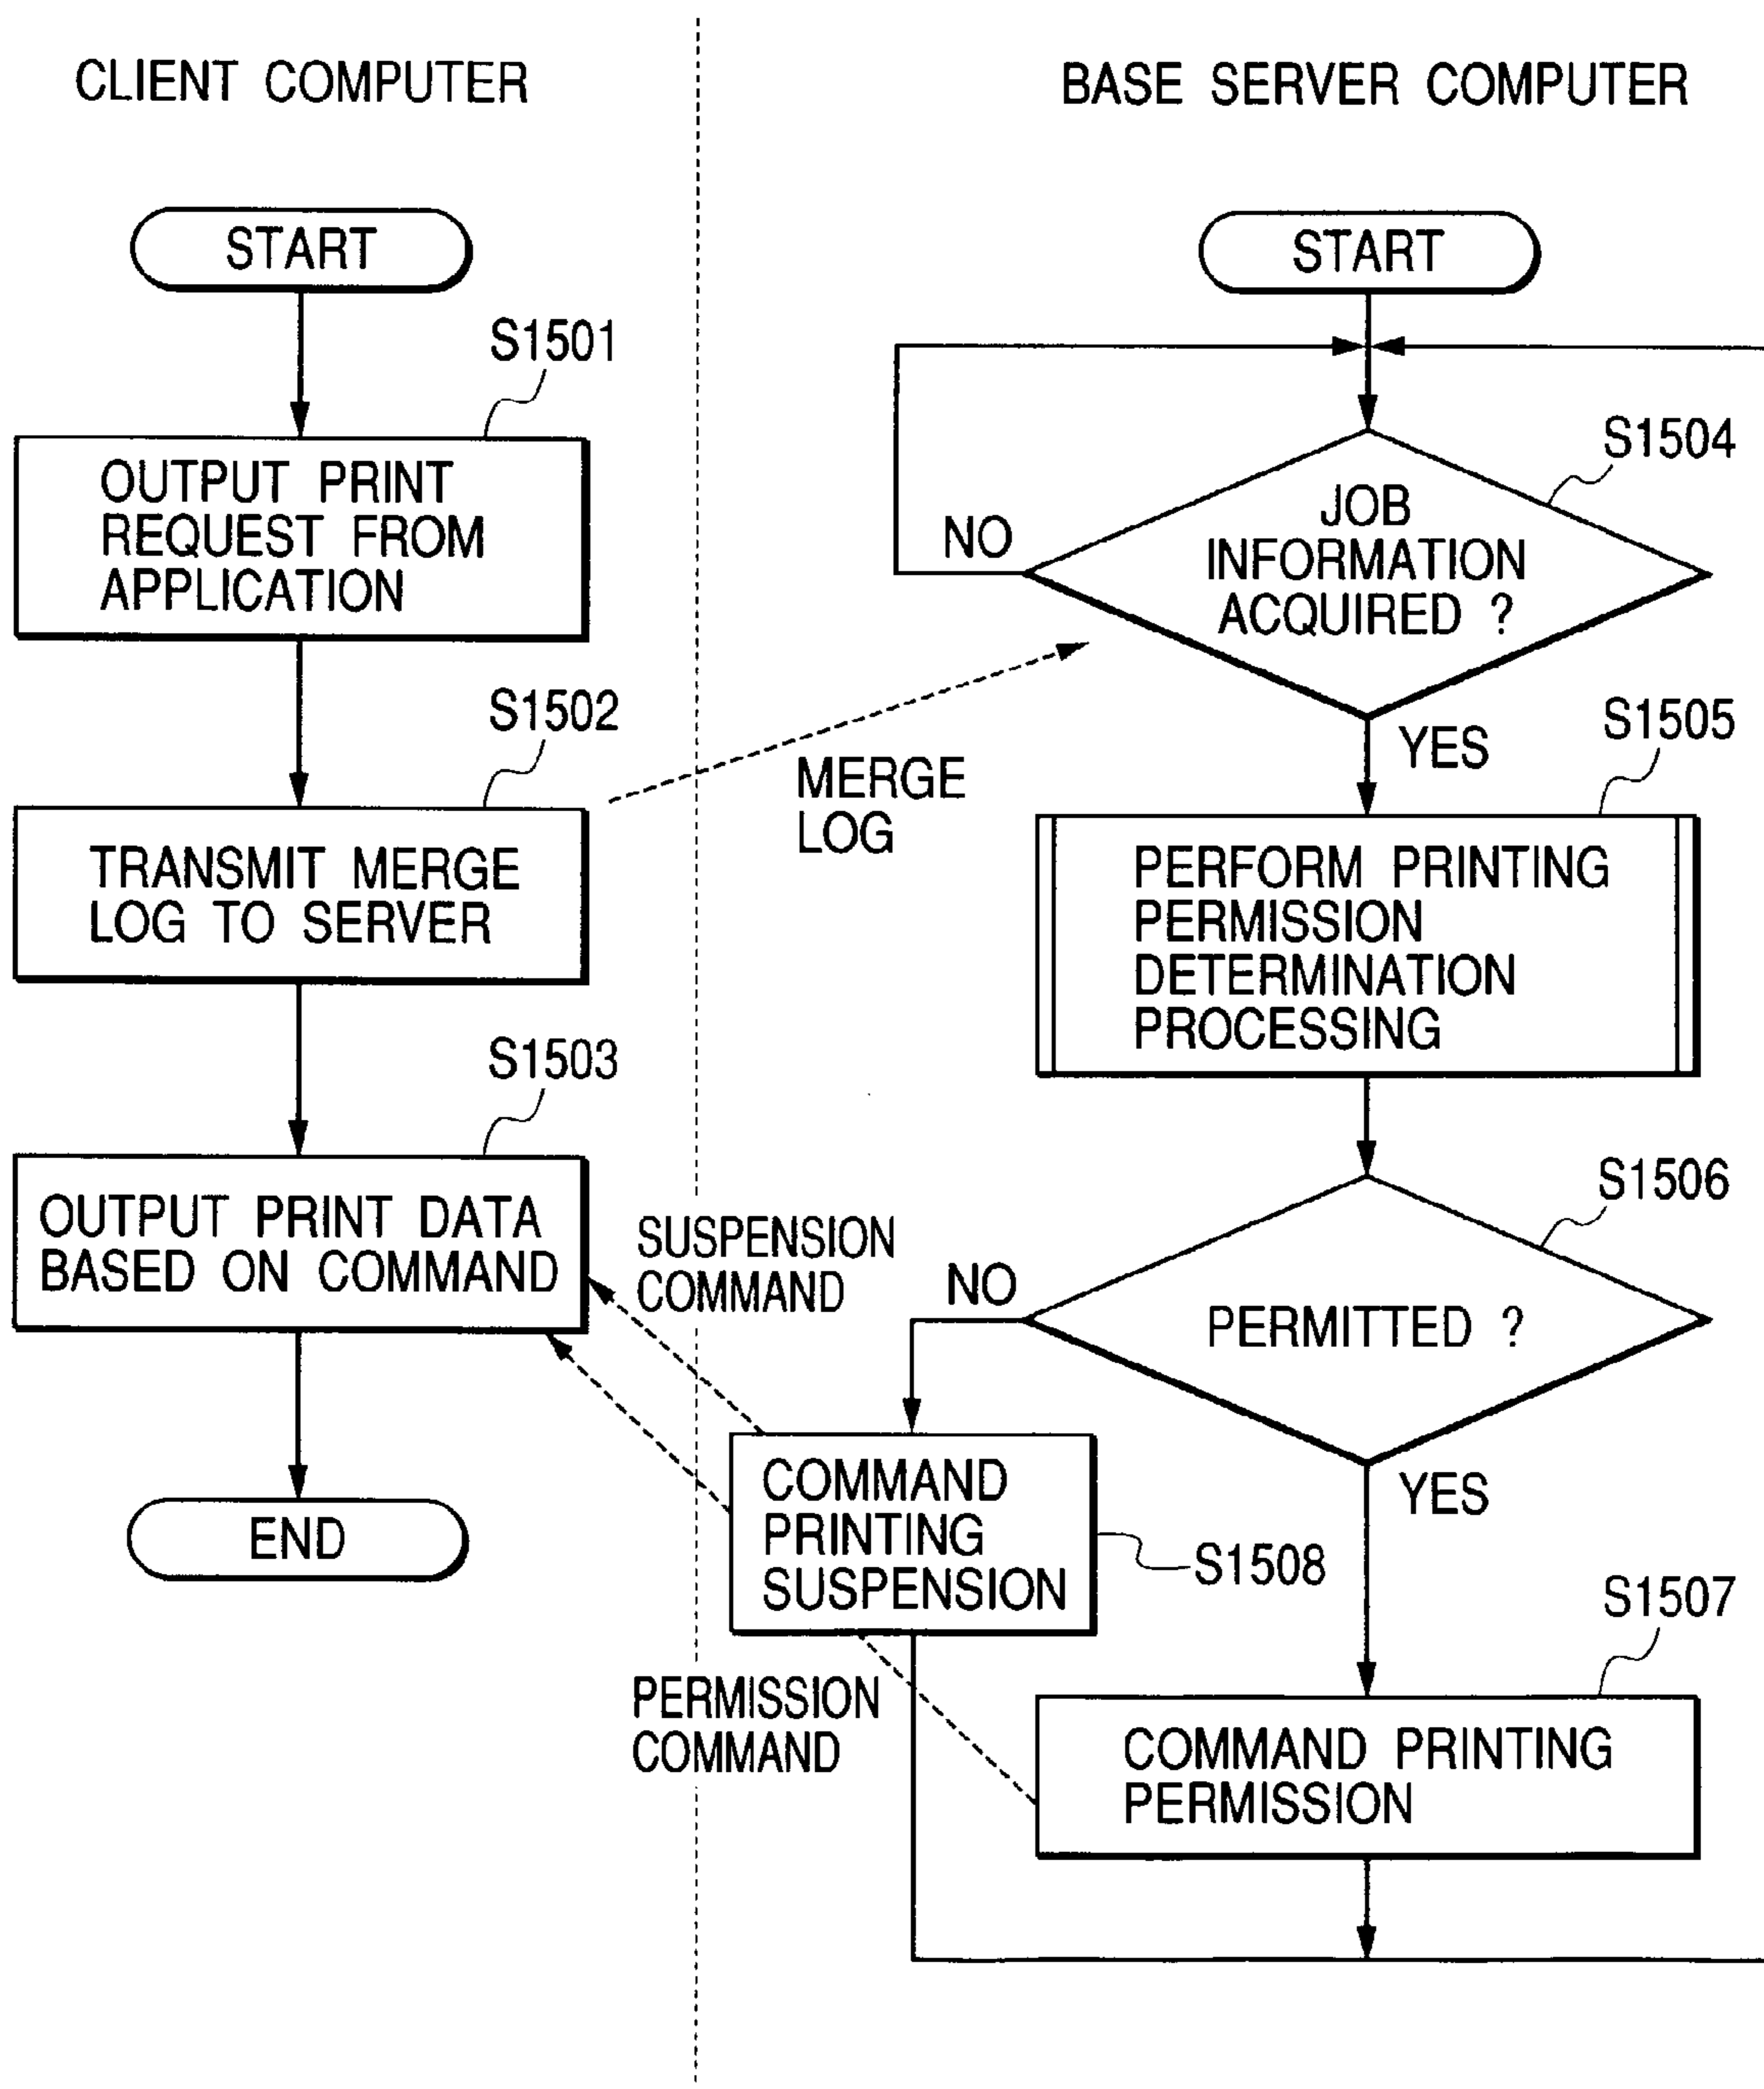 CLIENT COMPUTER
START
S1501
OUTPUT PRINT
REQUEST FROM
APPLICATION
S1502
TRANSMIT MERGE
LOG TO SERVER
S1503
OUTPUT PRINT DATA
BASED ON COMMAND
END
MERGE
LOG
SUSPENSION
COMMAND
PERMISSION
COMMAND
BASE SERVER COMPUTER
START
S1504
JOB
INFORMATION
ACQUIRED ?
NO
YES
S1505
PERFORM PRINTING
PERMISSION
DETERMINATION
PROCESSING
S1506
PERMITTED ?
NO
YES
COMMAND
PRINTING
SUSPENSION
S1508
S1507
COMMAND PRINTING
PERMISSION